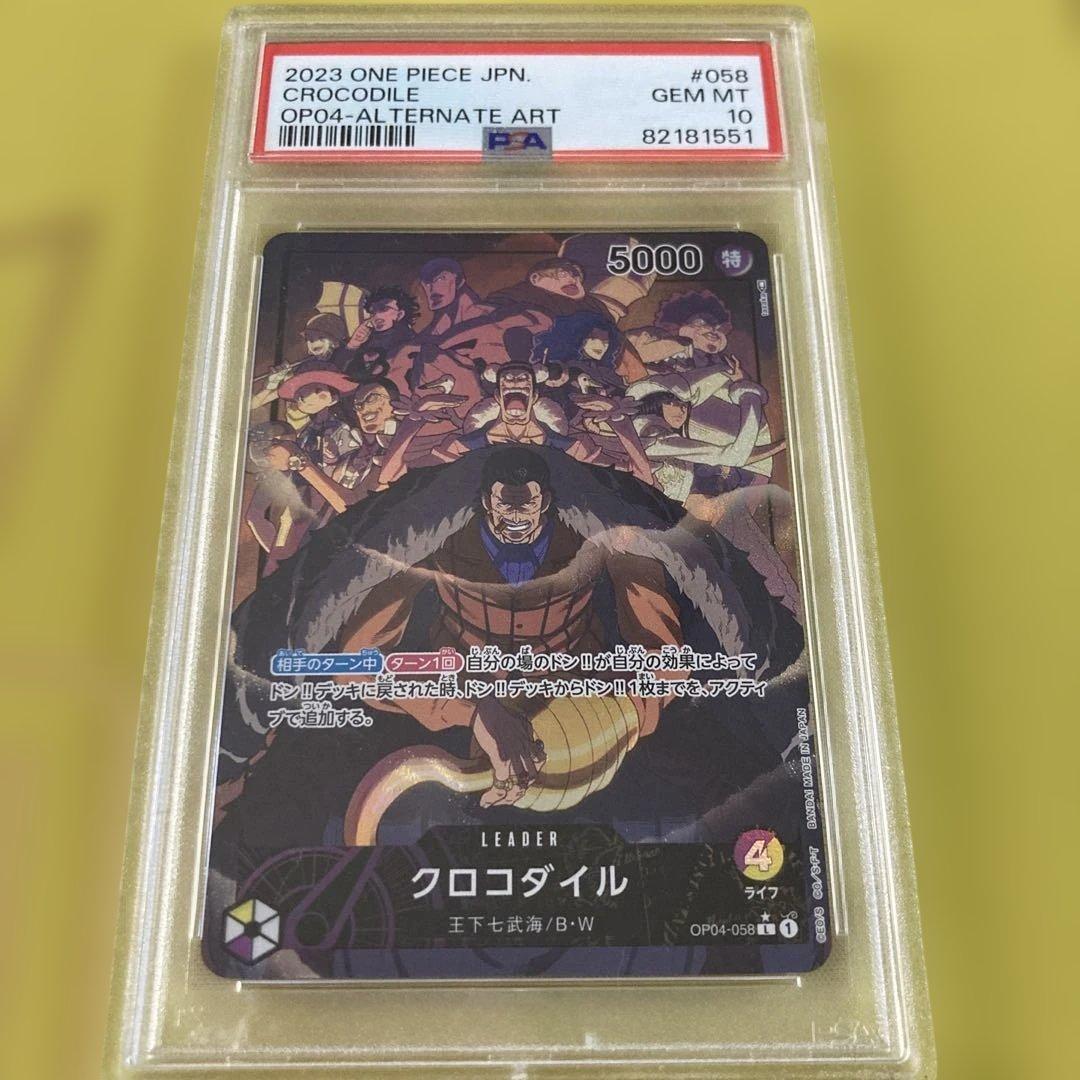 2023 ONE PIECE JPN. #058
CROCODILE GEM MT
OP04-ALTERNATE ART 10
PSA 82181551
5000 特
相手のターン中 ターン1回 自分の場のドン!!が自分の効果によって
ドン!!デッキに戻された時、ドン!!デッキからドン!!1枚までを、アクティ
ブで追加する。
LEADER
クロコダイル
4
ライフ
王下七武海/B・W
OP04-058 L 1
©E.O/S. ©O./S・F・T BANDAI MADE IN JAPAN